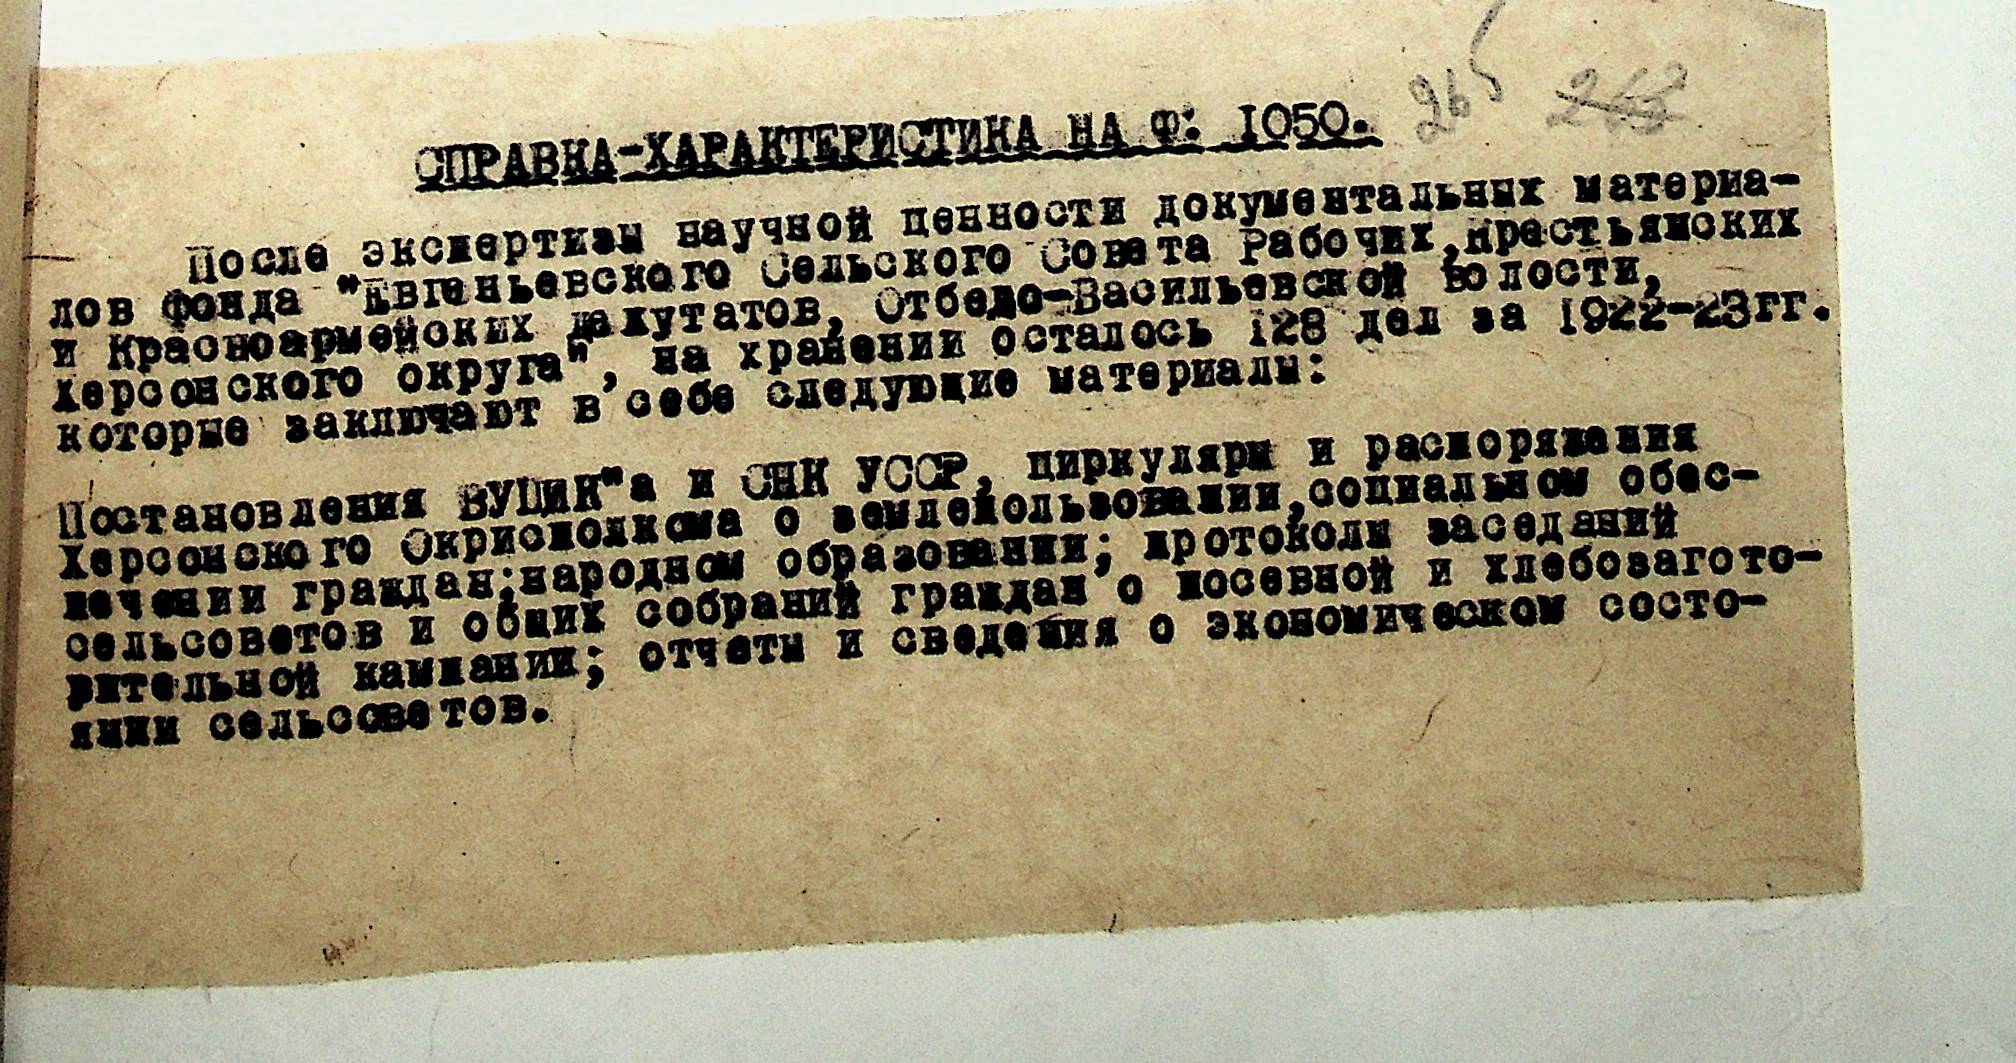 265 243
СПРАВКА-ХАРАКТЕРИСТИКА НА Ф: 1050.
После экспертизы научной ценности документальных материа-
лов фонда "Евгеньевского Сельского Совета Рабочих,Крестьянских
и Красноармейских депутатов, Отбедо-Васильевской волости,
Херсонского округа", на хранении осталось 128 дел за 1922-23гг.
которые заключают в себе следующие материалы:
Постановления ВУЦИК"а и СНК УССР, циркуляры и распоряжения
Херсонского Окрисполкома о землепользовании,социальном обес-
печении граждан;народном образовании; протоколы заседаний
сельсоветов и общих собраний граждан о посевной и хлебозагото-
вительной кампании; отчеты и сведения о экономическом состо-
янии сельсоветов.